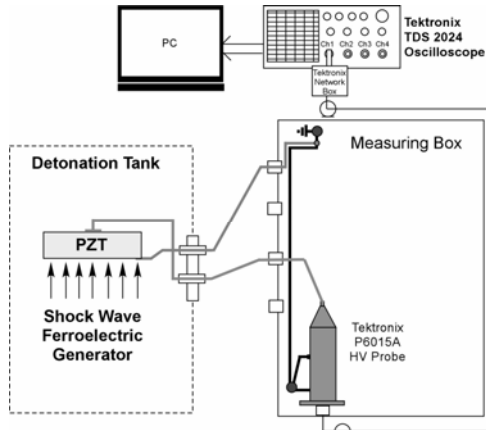 PC
Ch1 Ch2 Ch3 Ch4
Tektronix
TDS 2024
Oscilloscope
Tektronix
Network
Box
Measuring Box
Detonation Tank
PZT
Shock Wave
Ferroelectric
Generator
Tektronix
P6015A
HV Probe